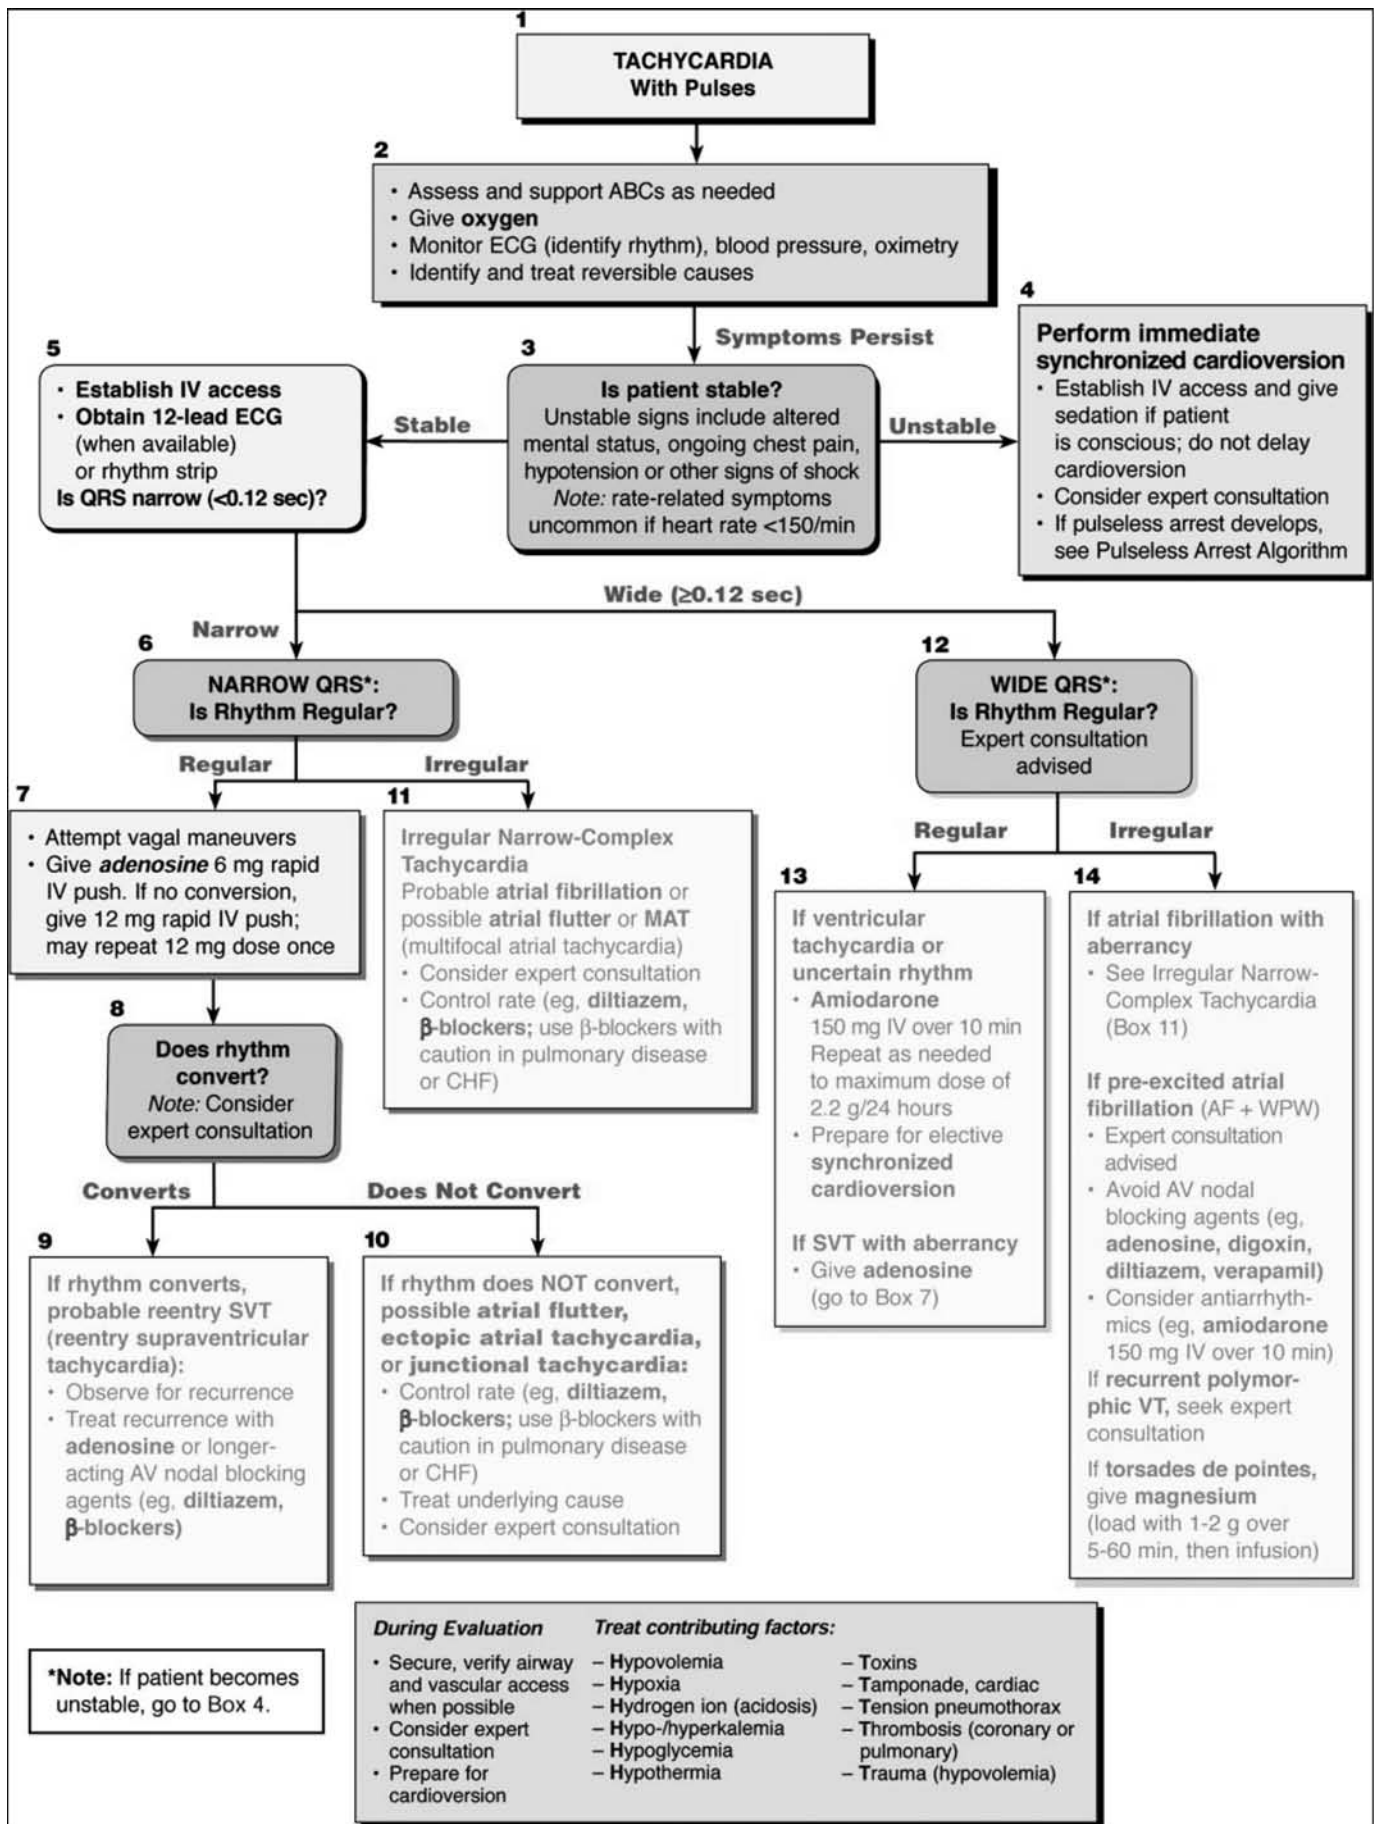 1
TACHYCARDIA
With Pulses
2
• Assess and support ABCs as needed
• Give oxygen
• Monitor ECG (identify rhythm), blood pressure, oximetry
• Identify and treat reversible causes
Symptoms Persist
3
Is patient stable?
Unstable signs include altered
mental status, ongoing chest pain,
hypotension or other signs of shock
Note: rate-related symptoms
uncommon if heart rate <150/min
Stable
Unstable
4
Perform immediate
synchronized cardioversion
• Establish IV access and give
sedation if patient
is conscious; do not delay
cardioversion
• Consider expert consultation
• If pulseless arrest develops,
see Pulseless Arrest Algorithm
5
• Establish IV access
• Obtain 12-lead ECG
(when available)
or rhythm strip
Is QRS narrow (<0.12 sec)?
Narrow
Wide (≥0.12 sec)
6
NARROW QRS*:
Is Rhythm Regular?
Regular
Irregular
7
• Attempt vagal maneuvers
• Give adenosine 6 mg rapid
IV push. If no conversion,
give 12 mg rapid IV push;
may repeat 12 mg dose once
8
Does rhythm
convert?
Note: Consider
expert consultation
Converts
Does Not Convert
9
If rhythm converts,
probable reentry SVT
(reentry supraventricular
tachycardia):
• Observe for recurrence
• Treat recurrence with
adenosine or longer-
acting AV nodal blocking
agents (eg, diltiazem,
β-blockers)
10
If rhythm does NOT convert,
possible atrial flutter,
ectopic atrial tachycardia,
or junctional tachycardia:
• Control rate (eg, diltiazem,
β-blockers; use β-blockers with
caution in pulmonary disease
or CHF)
• Treat underlying cause
• Consider expert consultation
11
Irregular Narrow-Complex
Tachycardia
Probable atrial fibrillation or
possible atrial flutter or MAT
(multifocal atrial tachycardia)
• Consider expert consultation
• Control rate (eg, diltiazem,
β-blockers; use β-blockers with
caution in pulmonary disease
or CHF)
12
WIDE QRS*:
Is Rhythm Regular?
Expert consultation
advised
Regular
Irregular
13
If ventricular
tachycardia or
uncertain rhythm
• Amiodarone
150 mg IV over 10 min
Repeat as needed
to maximum dose of
2.2 g/24 hours
• Prepare for elective
synchronized
cardioversion
If SVT with aberrancy
• Give adenosine
(go to Box 7)
14
If atrial fibrillation with
aberrancy
• See Irregular Narrow-
Complex Tachycardia
(Box 11)
If pre-excited atrial
fibrillation (AF + WPW)
• Expert consultation
advised
• Avoid AV nodal
blocking agents (eg,
adenosine, digoxin,
diltiazem, verapamil)
• Consider antiarrhyth-
mics (eg, amiodarone
150 mg IV over 10 min)
If recurrent polymor-
phic VT, seek expert
consultation
If torsades de pointes,
give magnesium
(load with 1-2 g over
5-60 min, then infusion)
*Note: If patient becomes
unstable, go to Box 4.
During Evaluation
• Secure, verify airway
and vascular access
when possible
• Consider expert
consultation
• Prepare for
cardioversion
Treat contributing factors:
– Hypovolemia
– Hypoxia
– Hydrogen ion (acidosis)
– Hypo-/hyperkalemia
– Hypoglycemia
– Hypothermia
– Toxins
– Tamponade, cardiac
– Tension pneumothorax
– Thrombosis (coronary or
pulmonary)
– Trauma (hypovolemia)